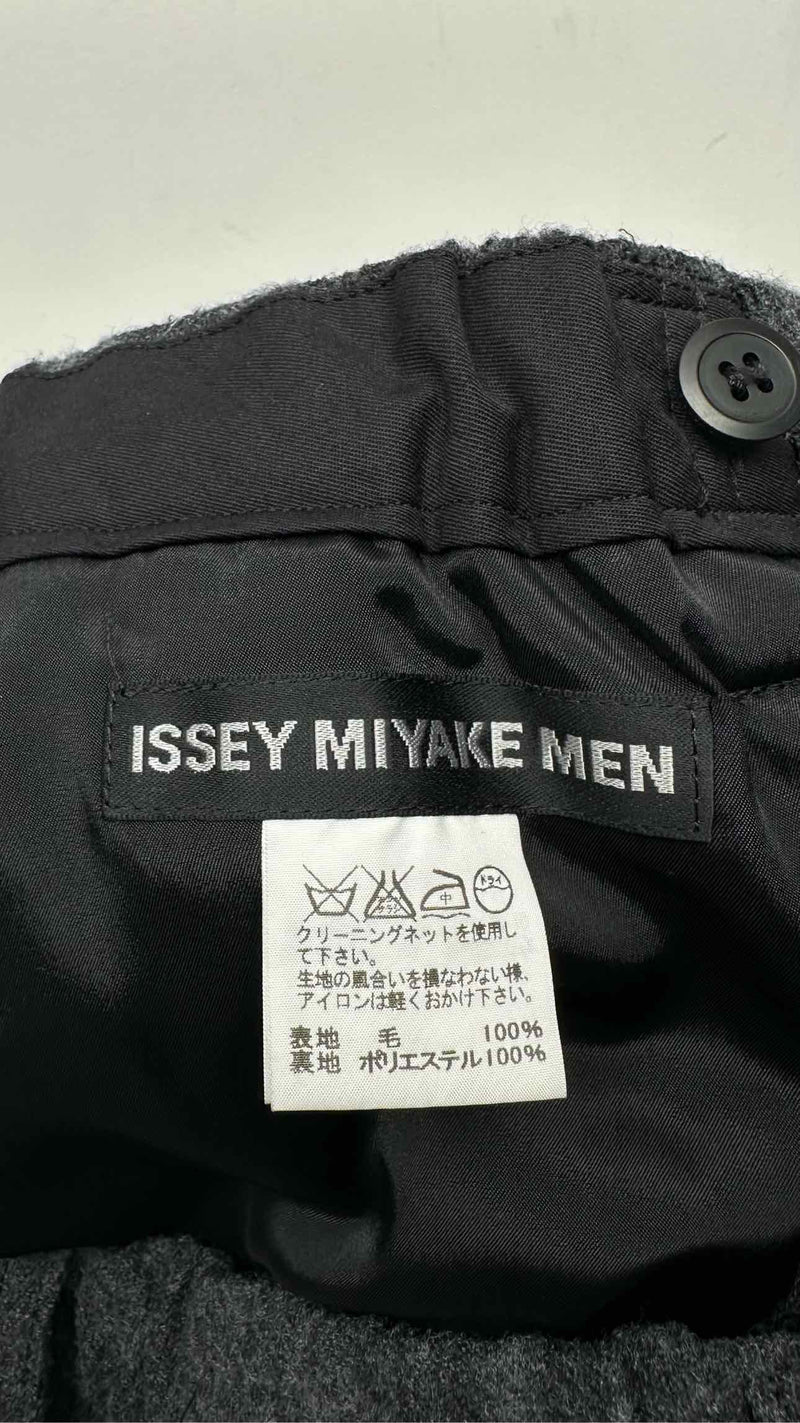 ISSEY MIYAKE MEN
ドライ
中
クリーニングネットを使用し
て下さい。
生地の風合いを損なわない様、
アイロンは軽くおかけ下さい。
表地 毛 100%
裏地 ポリエステル100%